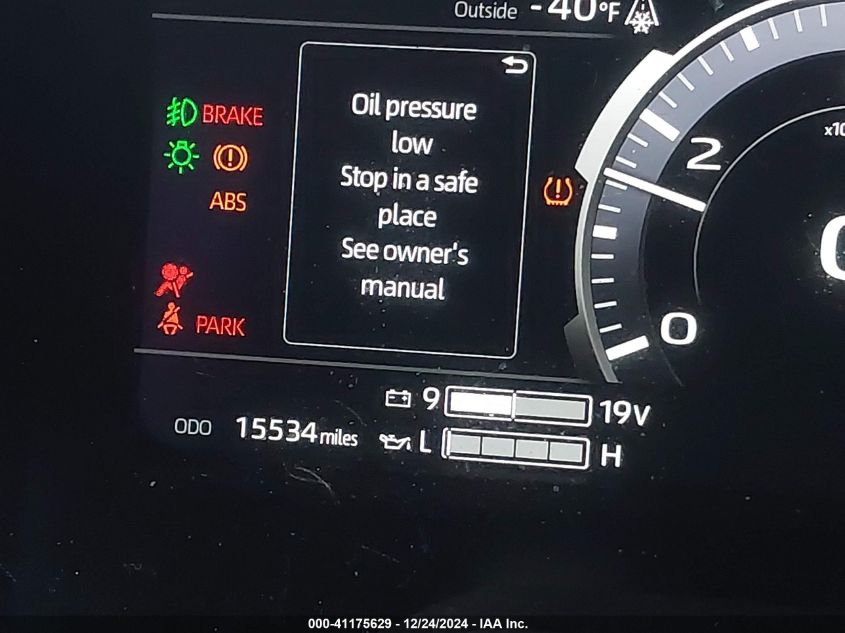 Outside -40°F
BRAKE
ABS
PARK
Oil pressure
low
Stop in a safe
place
See owner's
manual
2
0
9 19V
ODO 15534 miles L H
000-41175629 - 12/24/2024 - IAA Inc.